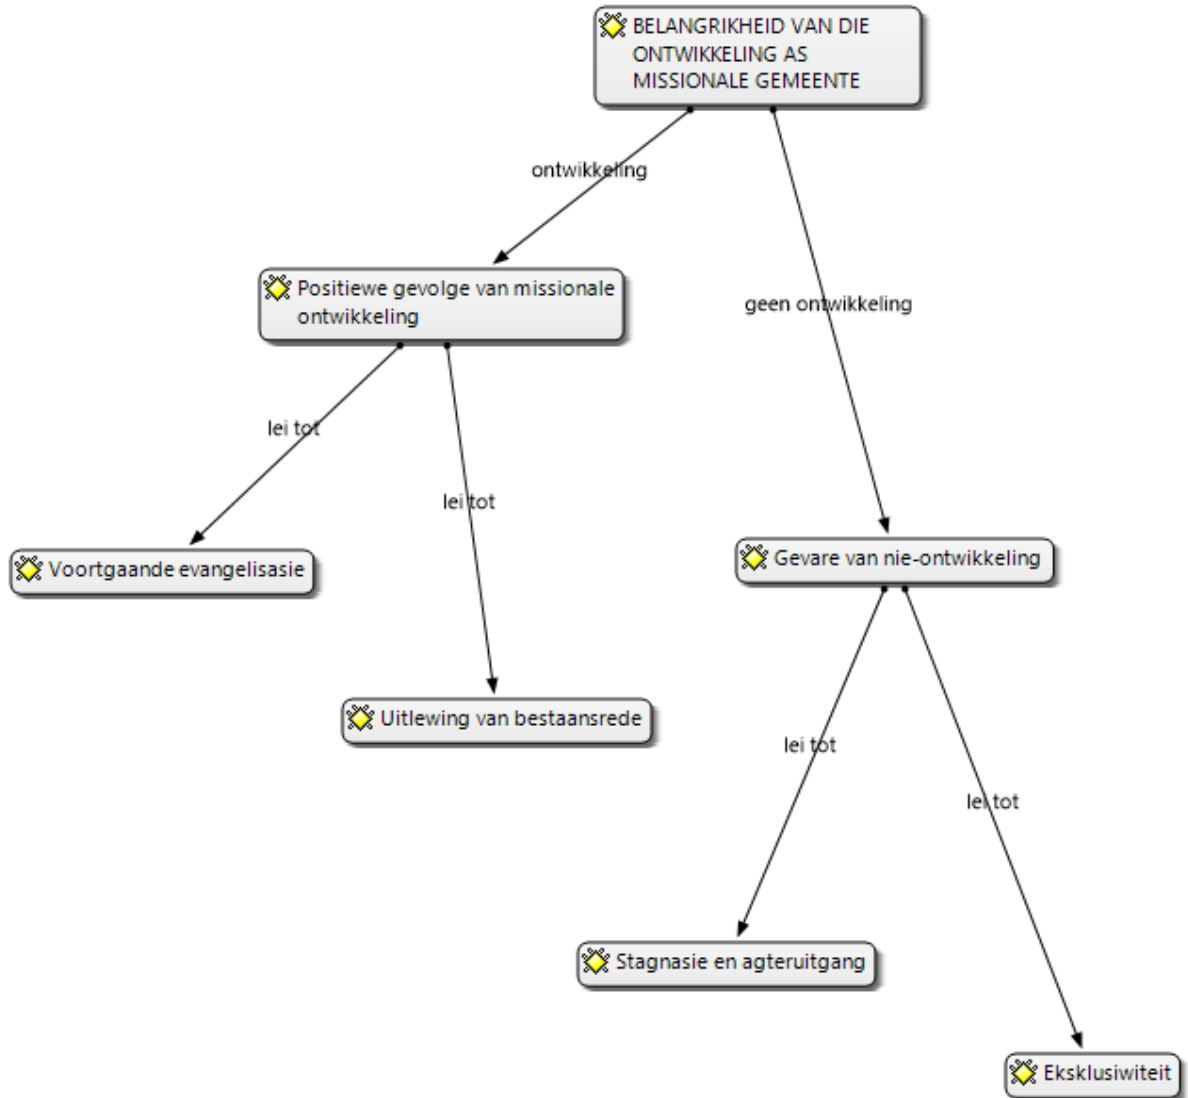 BELANGRIKHEID VAN DIE
ONTWIKKELING AS
MISSIONALE GEMEENTE
ontwikkeling
geen ontwikkeling
Positiewe gevolge van missionale
ontwikkeling
lei tot
lei tot
Voortgaande evangelisasie
Gevare van nie-ontwikkeling
Uitlewing van bestaansrede
lei tot
lei tot
Stagnasie en agteruitgang
Eksklusiwiteit